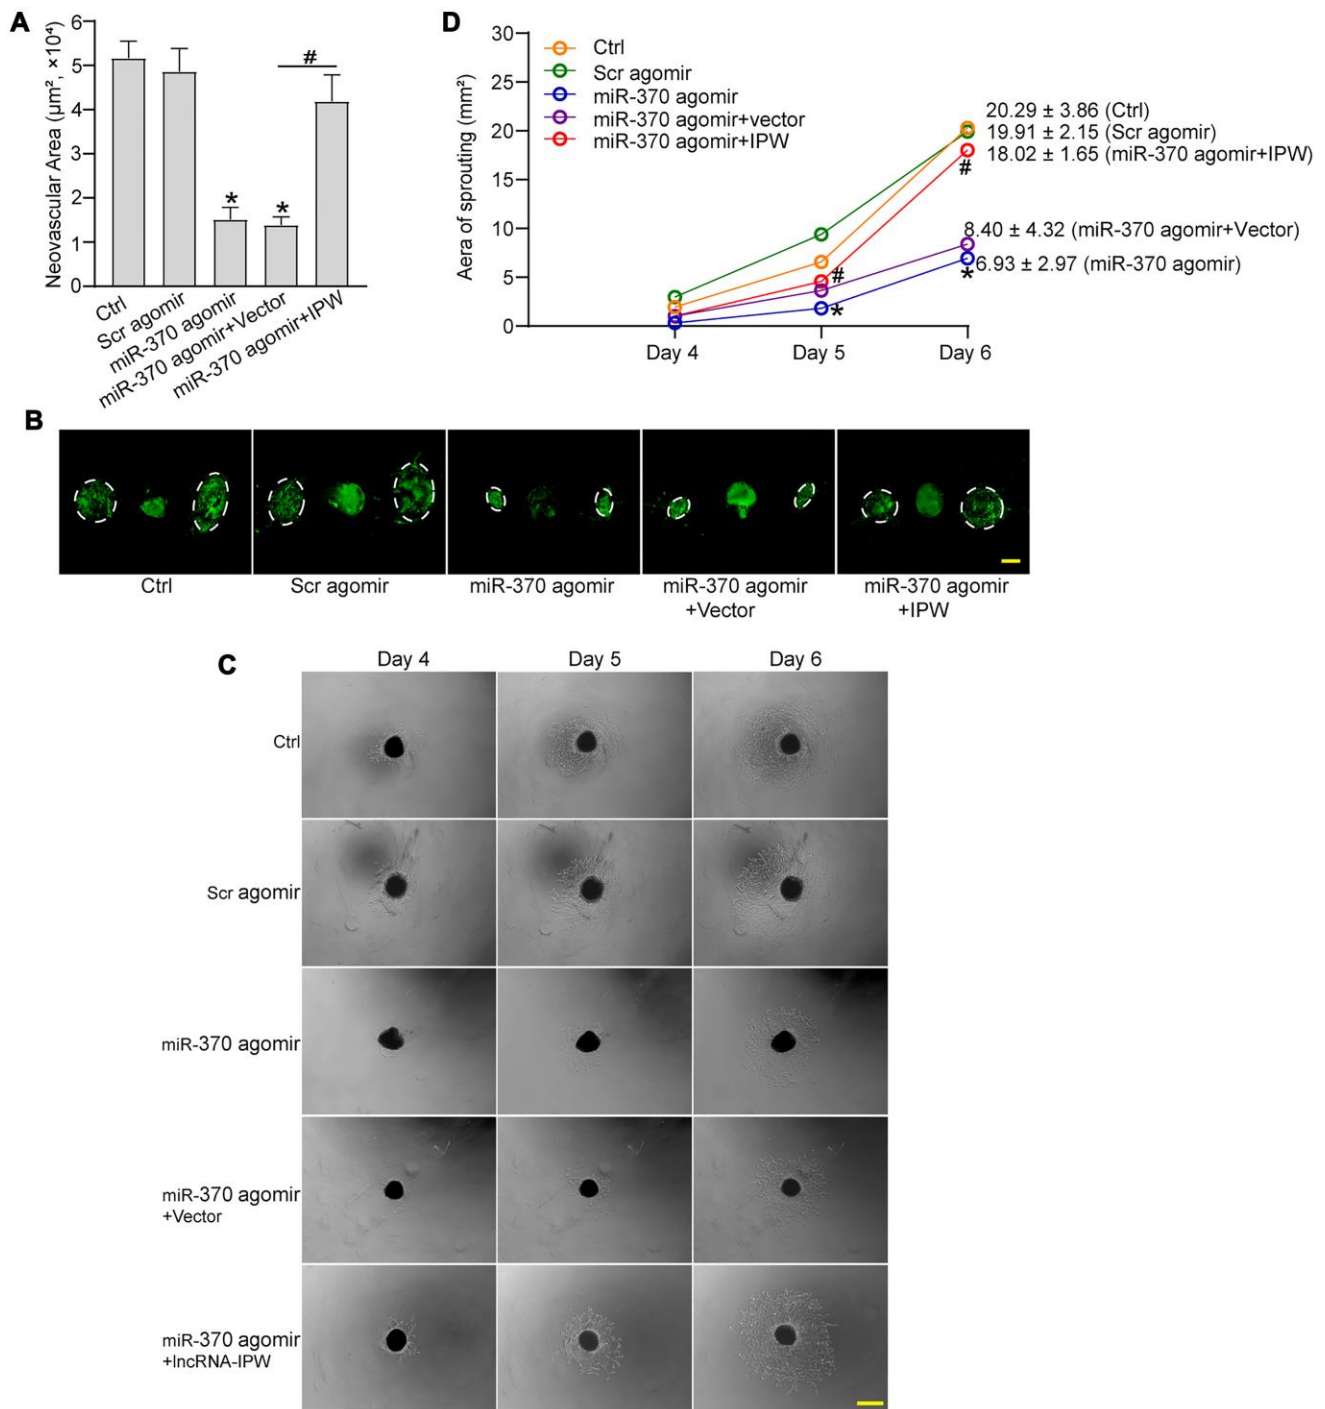 A
Neovascular Area (µm², ×10⁴)
6
5
4
3
2
1
0
#
*
*
Ctrl
Scr agomir
miR-370 agomir
miR-370 agomir+Vector
miR-370 agomir+IPW
D
Aera of sprouting (mm²)
30
25
20
15
10
5
0
Ctrl
Scr agomir
miR-370 agomir
miR-370 agomir+vector
miR-370 agomir+IPW
20.29 ± 3.86 (Ctrl)
19.91 ± 2.15 (Scr agomir)
18.02 ± 1.65 (miR-370 agomir+IPW)
#
8.40 ± 4.32 (miR-370 agomir+Vector)
6.93 ± 2.97 (miR-370 agomir)
*
#
*
Day 4 Day 5 Day 6
B
Ctrl
Scr agomir
miR-370 agomir
miR-370 agomir
+Vector
miR-370 agomir
+IPW
C
Day 4 Day 5 Day 6
Ctrl
Scr agomir
miR-370 agomir
miR-370 agomir
+Vector
miR-370 agomir
+lncRNA-IPW